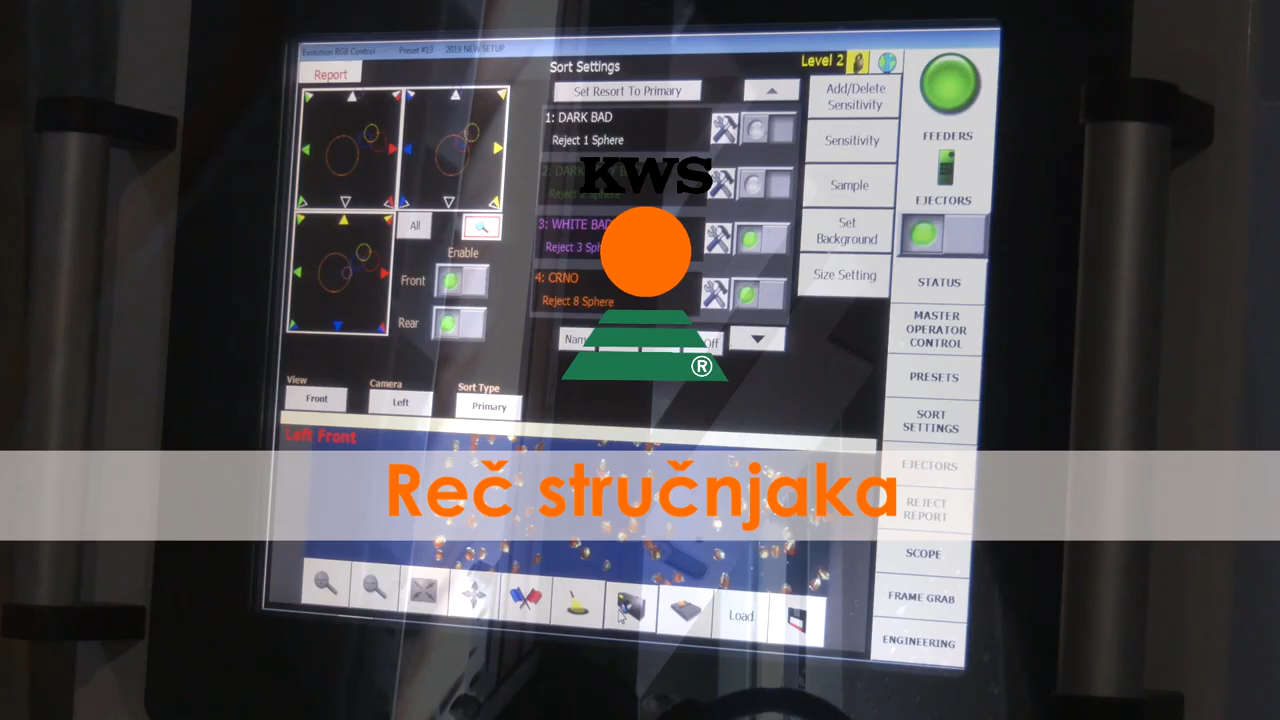 Evolution RGB Control - Preset #13 - 2019 NEW SETUP
Report
Sort Settings
Level 2
Set Resort To Primary
1: DARK BAD
Reject 1 Sphere
3: WHITE BAD
Reject 3
4: CRNO
Reject 8 Sphere
Off
All
Enable
Front
Rear
View
Front
Camera
Left
Sort Type
Primary
Add/Delete
Sensitivity
Sensitivity
Sample
Set
Background
Size Setting
FEEDERS
EJECTORS
STATUS
MASTER
OPERATOR
CONTROL
PRESETS
SORT
SETTINGS
EJECTORS
REJECT
REPORT
SCOPE
FRAME GRAB
ENGINEERING
KWS
®
Left Front
Reč stručnjaka
Load